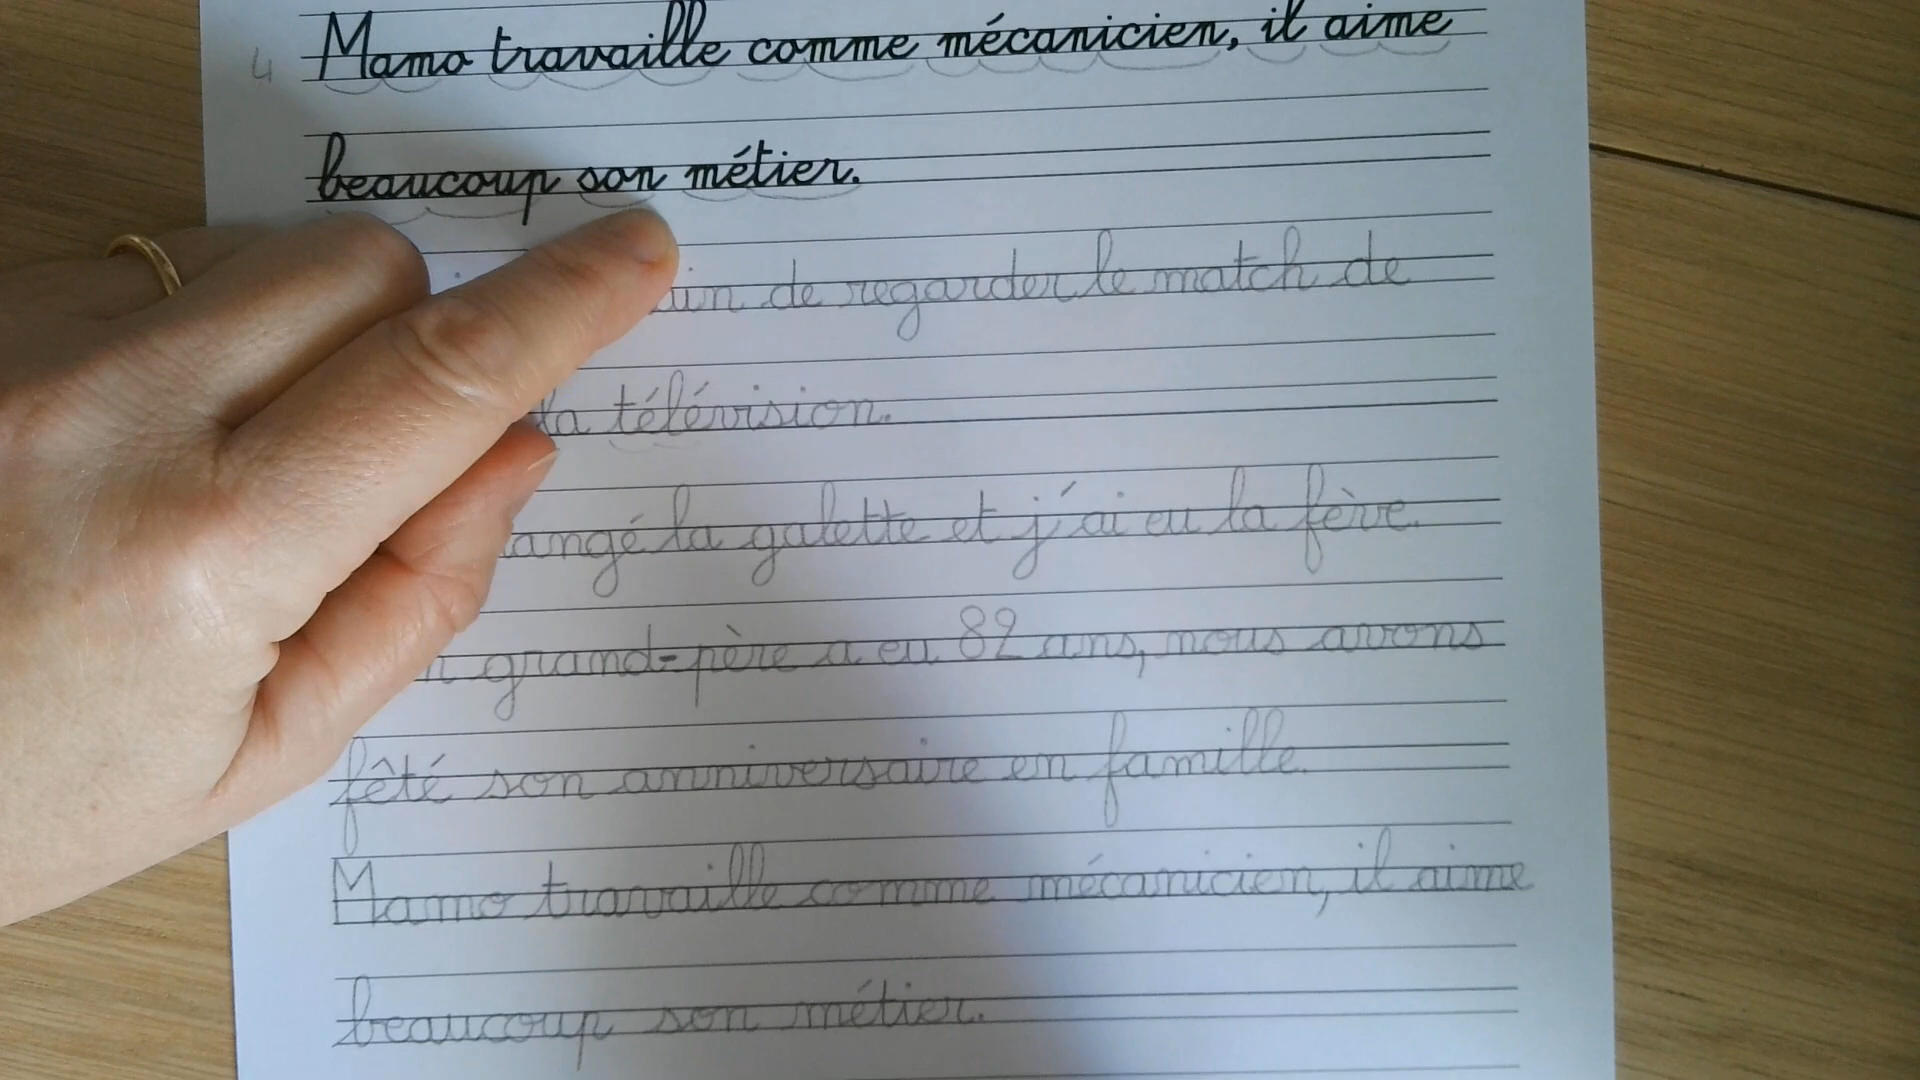 4 Mamo travaille comme mécanicien, il aime
beaucoup son métier.
de regarder le match de
la télévision.
la galette et j'ai eu la fève.
grand-père a eu 82 ans, nous avons
fêté son anniversaire en famille.
Mamo travaille comme mécanicien, il aime
beaucoup son métier.